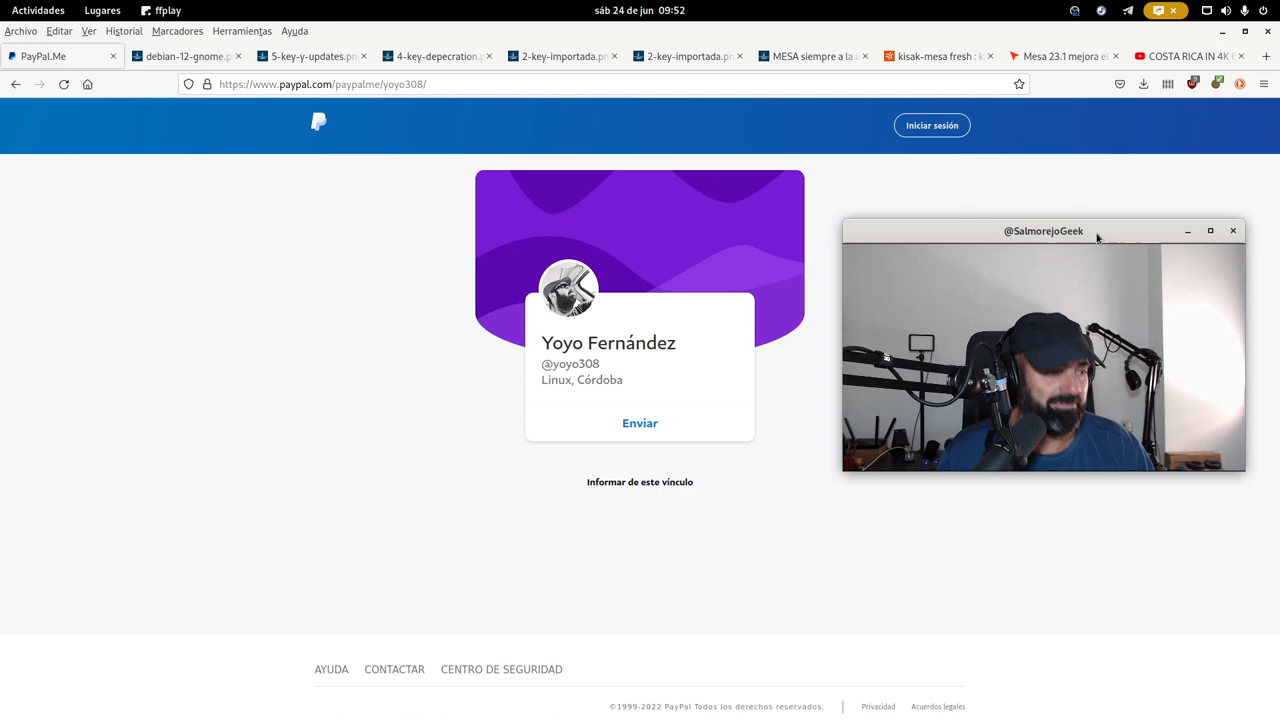 Actividades Lugares ffplay sáb 24 de jun 09:52
Archivo Editar Ver Historial Marcadores Herramientas Ayuda
PayPal.Me debian-12-gnome.p 5-key-y-updates.p 4-key-depecration. 2-key-importada.p 2-key-importada.p MESA siempre a la u kisak-mesa fresh : k Mesa 23.1 mejora el COSTA RICA IN 4K 6
https://www.paypal.com/paypalme/yoyo308/
Iniciar sesión
@SalmorejoGeek
Yoyo Fernández
@yoyo308
Linux, Córdoba
Enviar
Informar de este vínculo
AYUDA CONTACTAR CENTRO DE SEGURIDAD
©1999-2022 PayPal Todos los derechos reservados. Privacidad Acuerdos legales